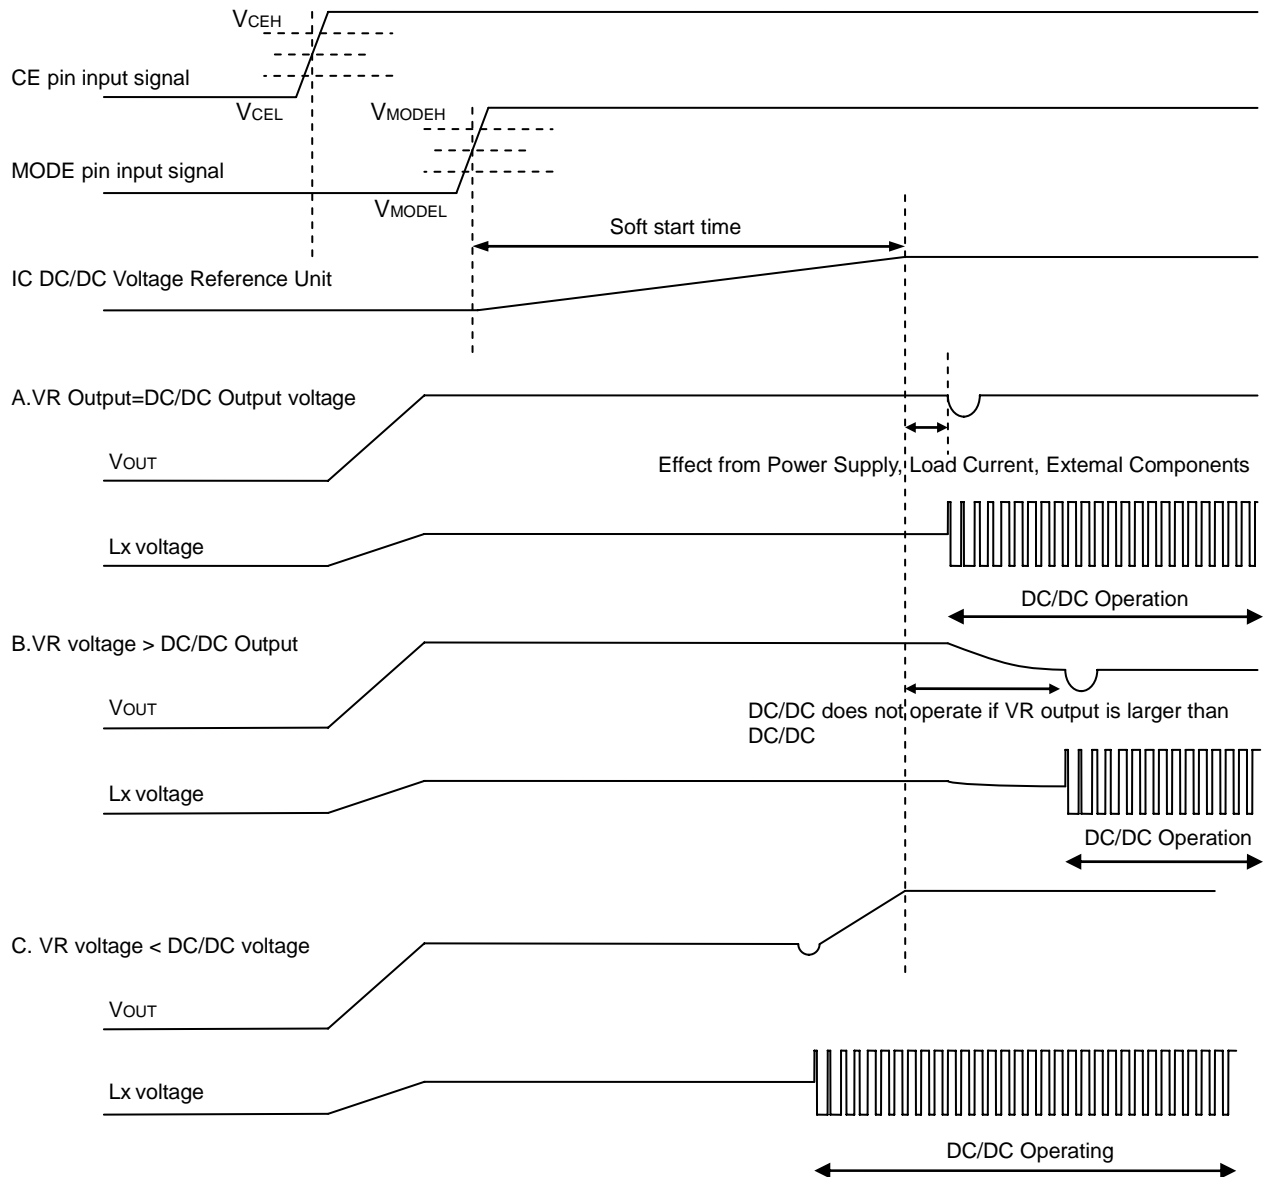 VCEH
CE pin input signal
VCEL
VMODEH
MODE pin input signal
VMODEL
Soft start time
IC DC/DC Voltage Reference Unit
A.VR Output=DC/DC Output voltage
VOUT
Effect from Power Supply, Load Current, External Components
Lx voltage
DC/DC Operation
B.VR voltage > DC/DC Output
VOUT
DC/DC does not operate if VR output is larger than
DC/DC
Lx voltage
DC/DC Operation
C. VR voltage < DC/DC voltage
VOUT
Lx voltage
DC/DC Operating